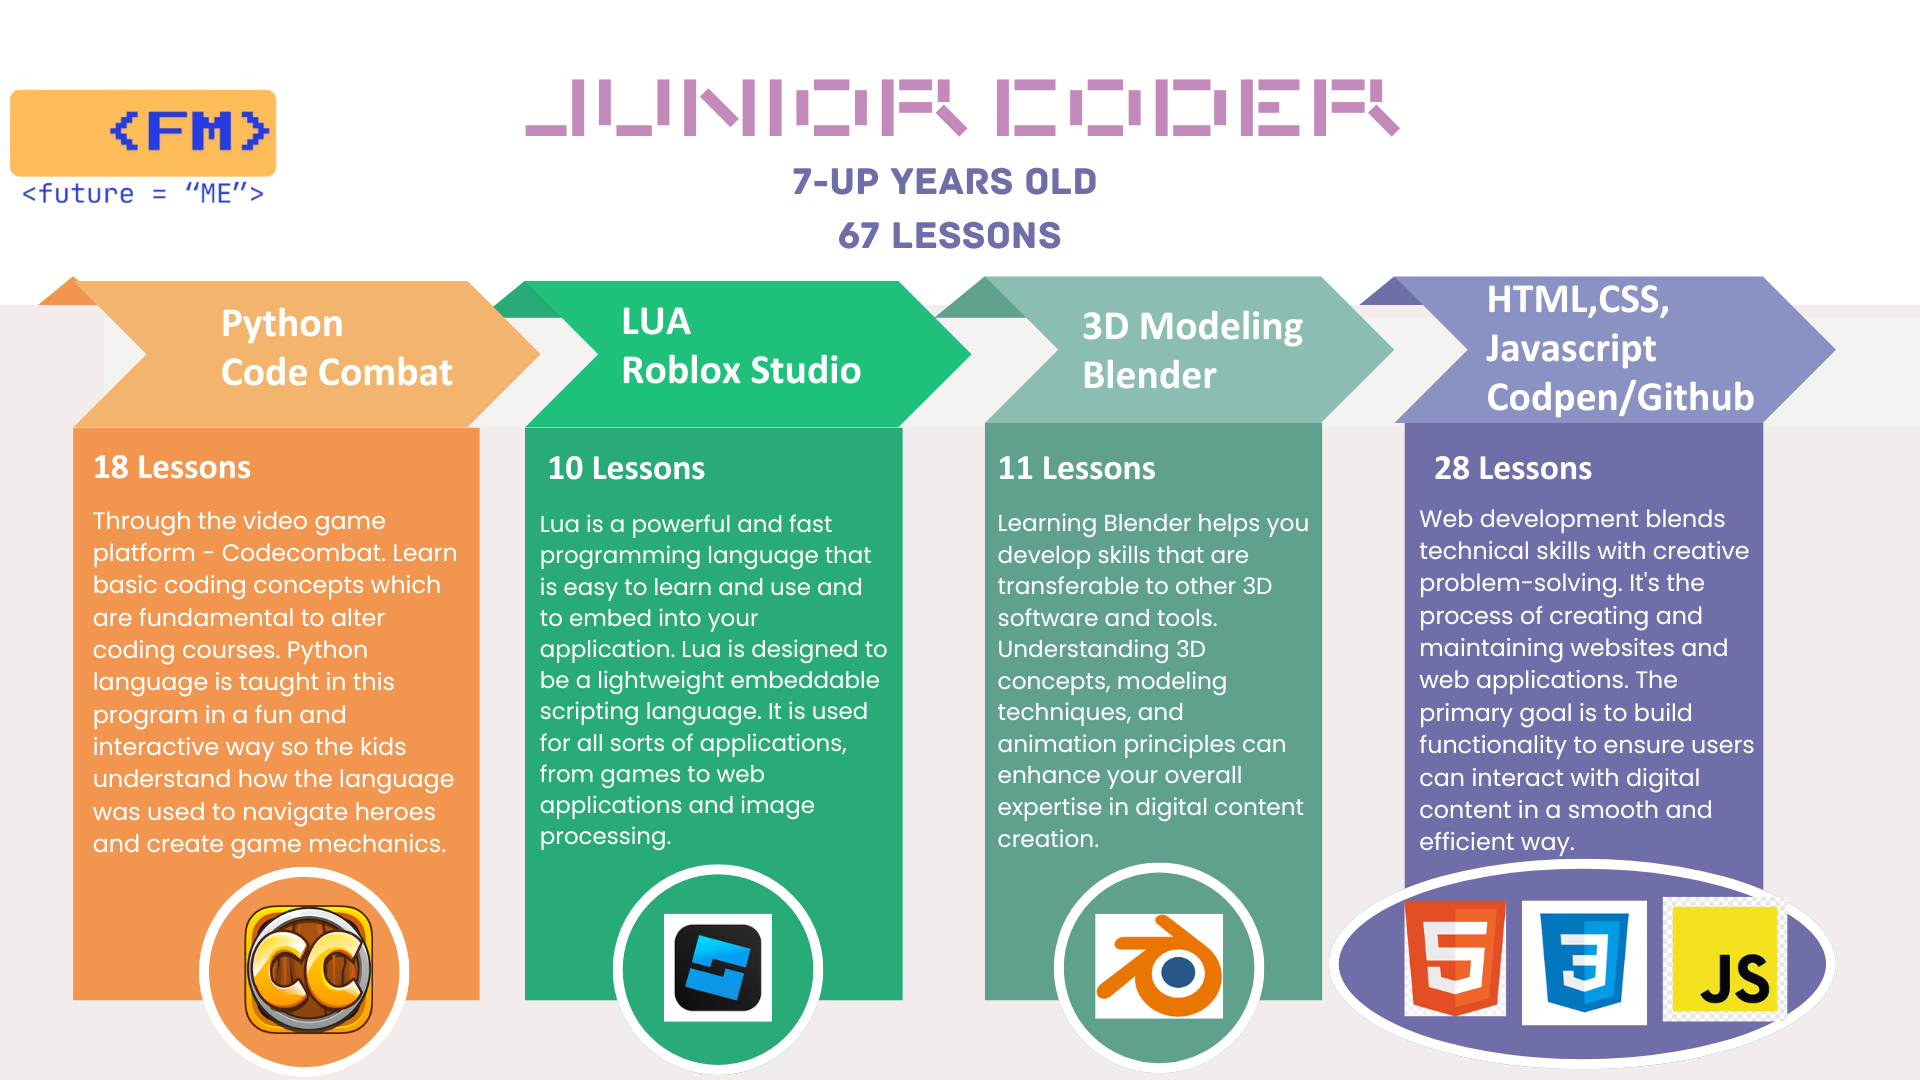 <FM>
<future = “ME”>
JUNIOR CODER
7-UP YEARS OLD
67 LESSONS
Python
Code Combat
18 Lessons
Through the video game
platform - Codecombat. Learn
basic coding concepts which
are fundamental to alter
coding courses. Python
language is taught in this
program in a fun and
interactive way so the kids
understand how the language
was used to navigate heroes
and create game mechanics.
CC
LUA
Roblox Studio
10 Lessons
Lua is a powerful and fast
programming language that
is easy to learn and use and
to embed into your
application. Lua is designed to
be a lightweight embeddable
scripting language. It is used
for all sorts of applications,
from games to web
applications and image
processing.
3D Modeling
Blender
11 Lessons
Learning Blender helps you
develop skills that are
transferable to other 3D
software and tools.
Understanding 3D
concepts, modeling
techniques, and
animation principles can
enhance your overall
expertise in digital content
creation.
HTML,CSS,
Javascript
Codpen/Github
28 Lessons
Web development blends
technical skills with creative
problem-solving. It's the
process of creating and
maintaining websites and
web applications. The
primary goal is to build
functionality to ensure users
can interact with digital
content in a smooth and
efficient way.
5
3
JS